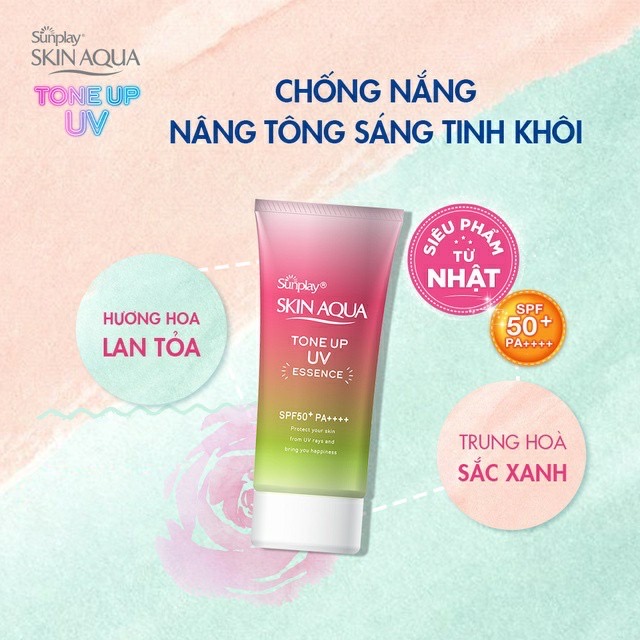 Sunplay®
SKIN AQUA
TONE UP
UV
CHỐNG NẮNG
NÂNG TÔNG SÁNG TINH KHÔI
SIÊU PHẨM
TỪ
NHẬT
SPF
50+
PA++++
HƯƠNG HOA
LAN TỎA
Sunplay®
SKIN AQUA
TONE UP
UV
ESSENCE
SPF50+ PA++++
Protect your skin
from UV rays and
bring you happiness
TRUNG HOÀ
SẮC XANH